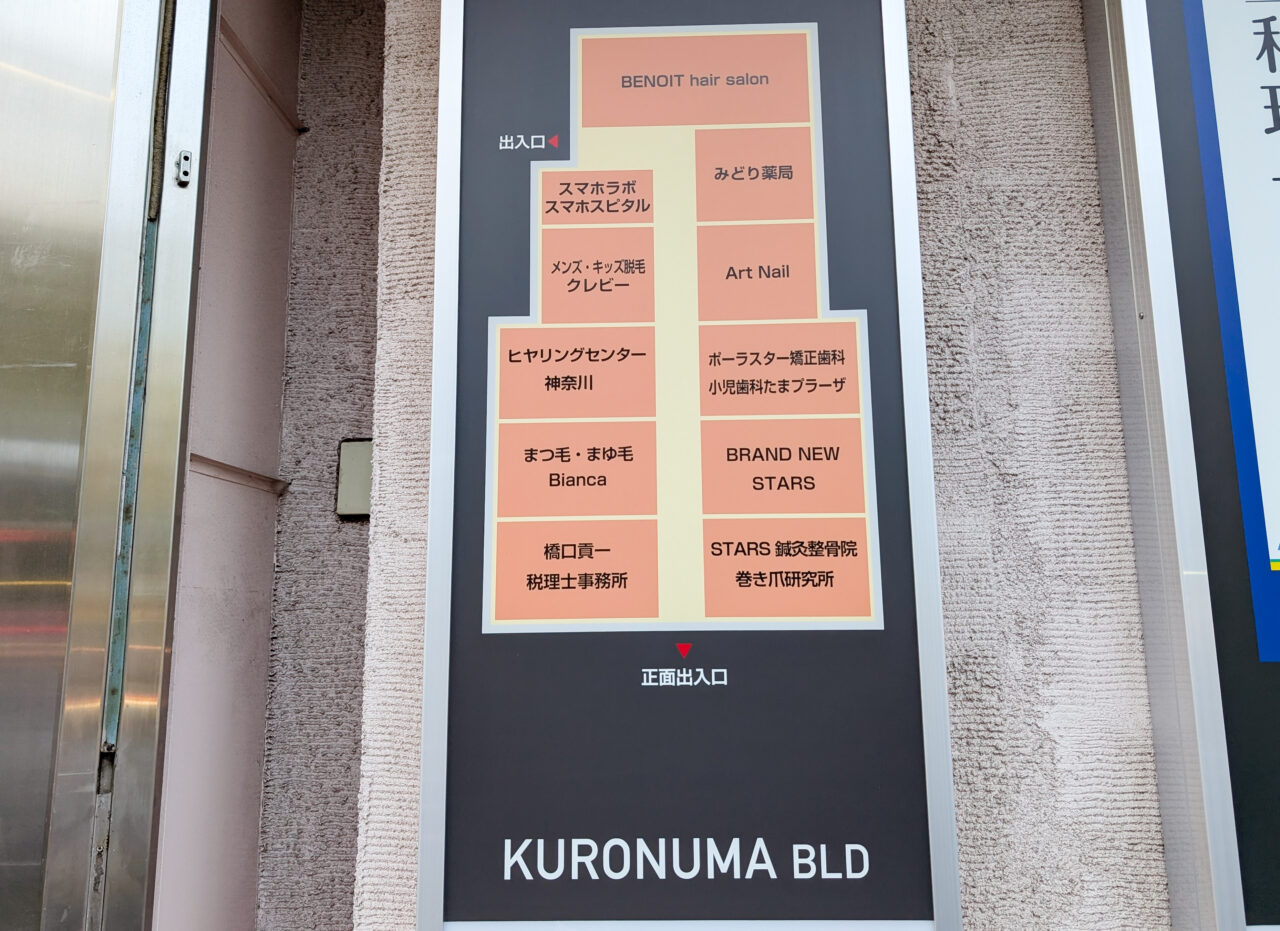 BENOIT hair salon
出入口
みどり薬局
スマホラボ
スマホスピタル
メンズ・キッズ脱毛
クレビー
Art Nail
ヒヤリングセンター
神奈川
ポーラスター矯正歯科
小児歯科たまプラーザ
まつ毛・まゆ毛
Bianca
BRAND NEW
STARS
橋口貢一
税理士事務所
STARS 鍼灸整骨院
巻き爪研究所
正面出入口
KURONUMA BLD